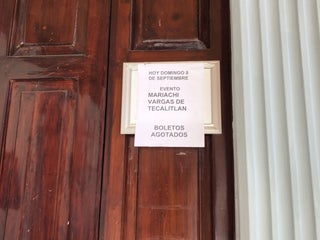 HOY DOMINGO 8
DE SEPTIEMBRE
EVENTO
MARIACHI
VARGAS DE
TECALITLAN
BOLETOS
AGOTADOS